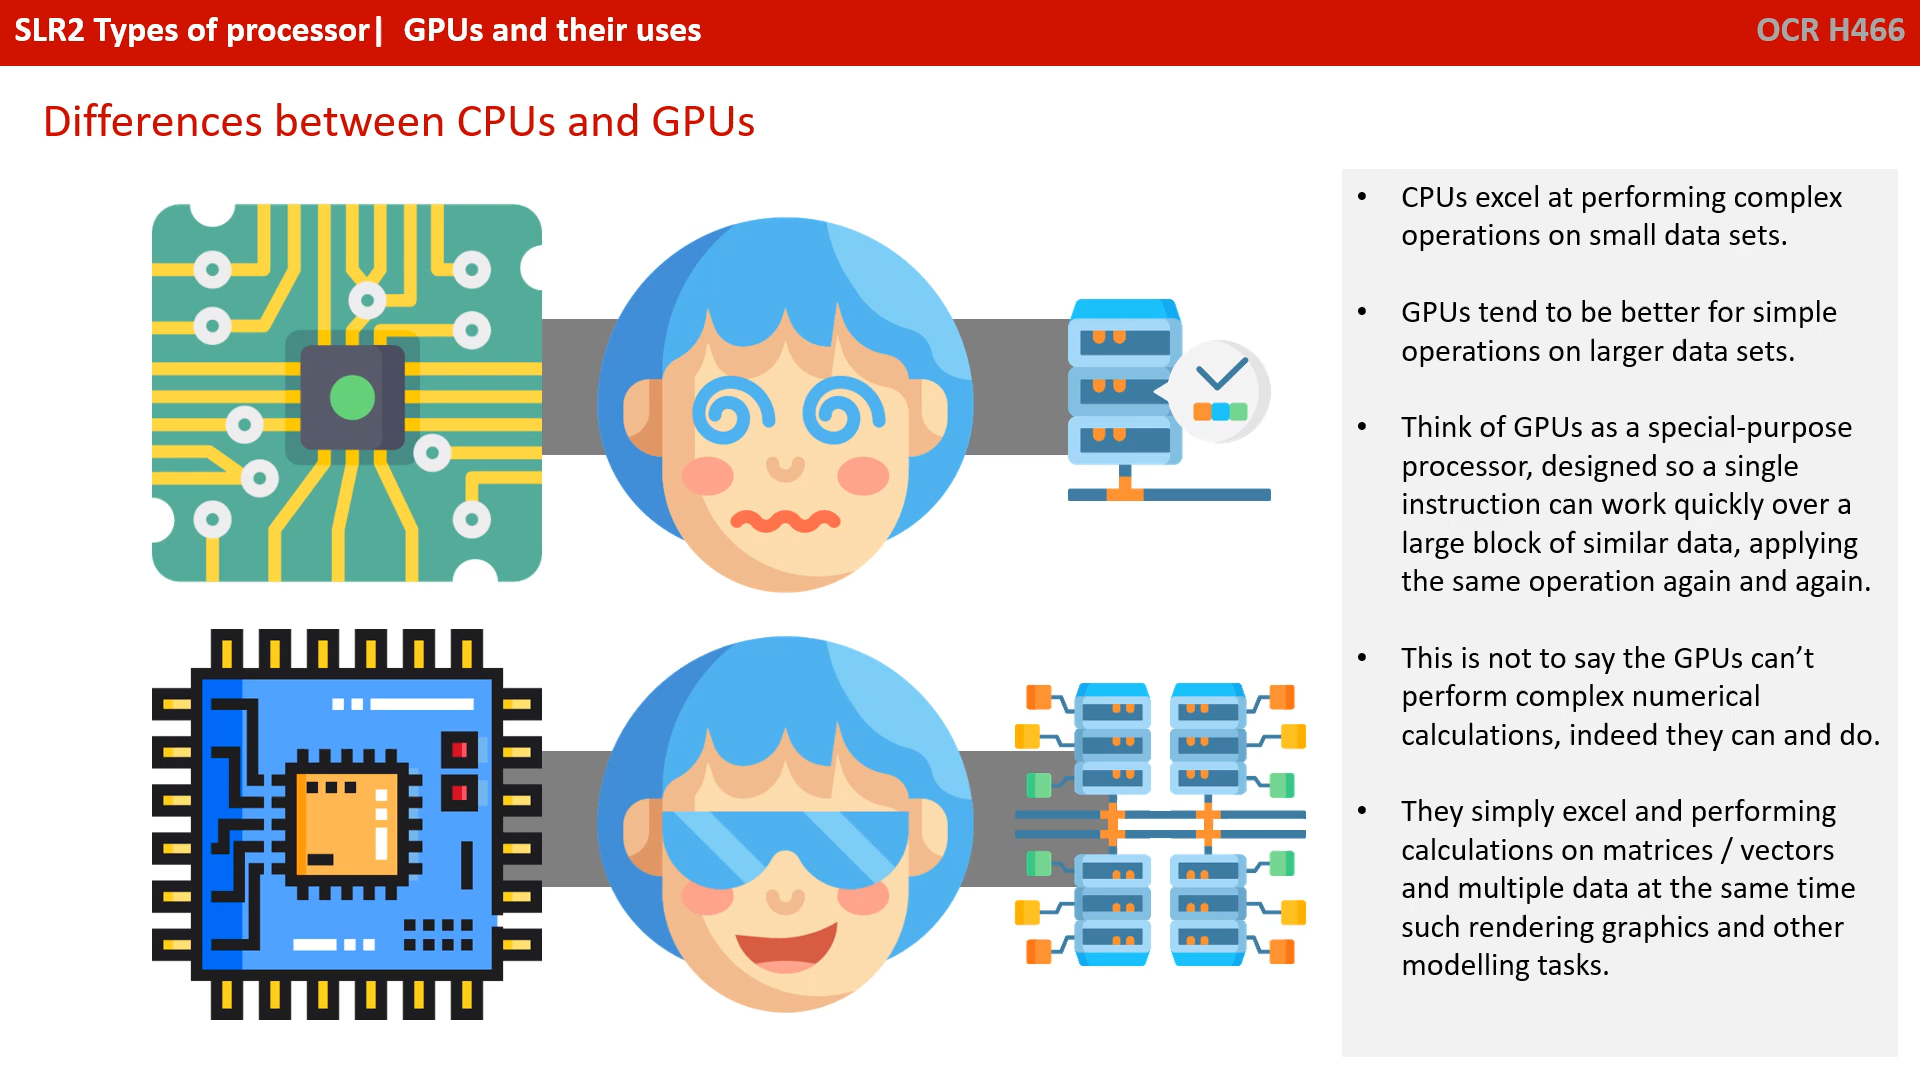 SLR2 Types of processor| GPUs and their uses
OCR H466
Differences between CPUs and GPUs
• CPUs excel at performing complex
operations on small data sets.
• GPUs tend to be better for simple
operations on larger data sets.
• Think of GPUs as a special-purpose
processor, designed so a single
instruction can work quickly over a
large block of similar data, applying
the same operation again and again.
• This is not to say the GPUs can’t
perform complex numerical
calculations, indeed they can and do.
• They simply excel and performing
calculations on matrices / vectors
and multiple data at the same time
such rendering graphics and other
modelling tasks.